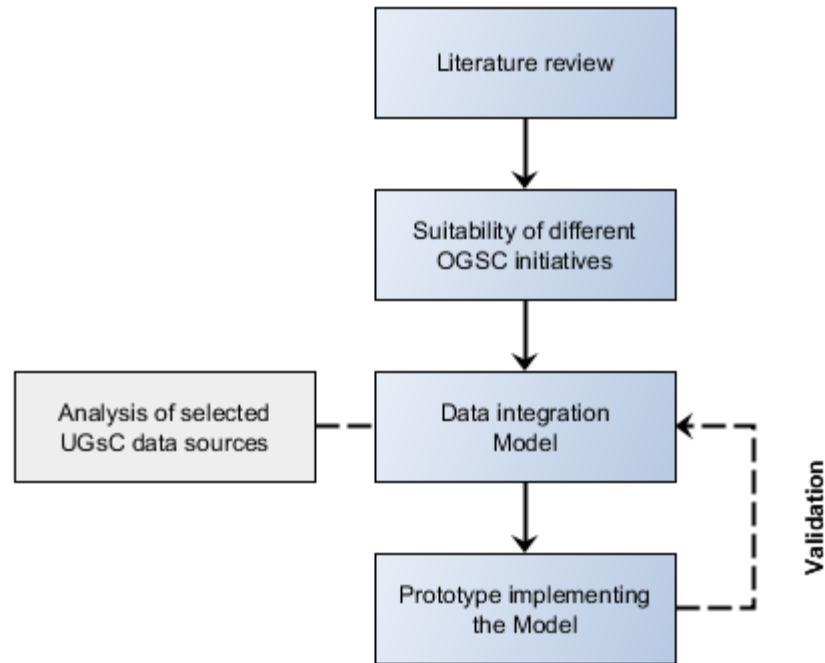 Literature review
Suitability of different
OGSC initiatives
Analysis of selected
UGsC data sources
Data integration
Model
Validation
Prototype implementing
the Model